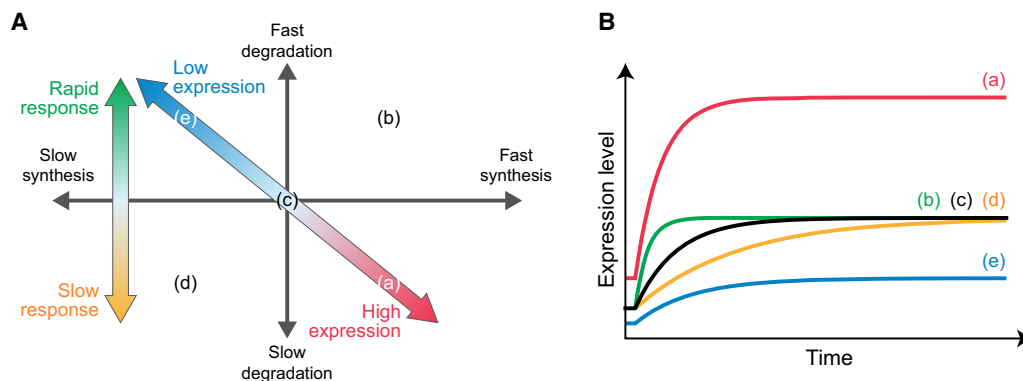 A
Fast
degradation
Rapid
response
Low
expression
(e)
(b)
Slow
synthesis
Fast
synthesis
(c)
(d)
(a)
Slow
response
High
expression
Slow
degradation
B
Expression level
(a)
(b) (c) (d)
(e)
Time